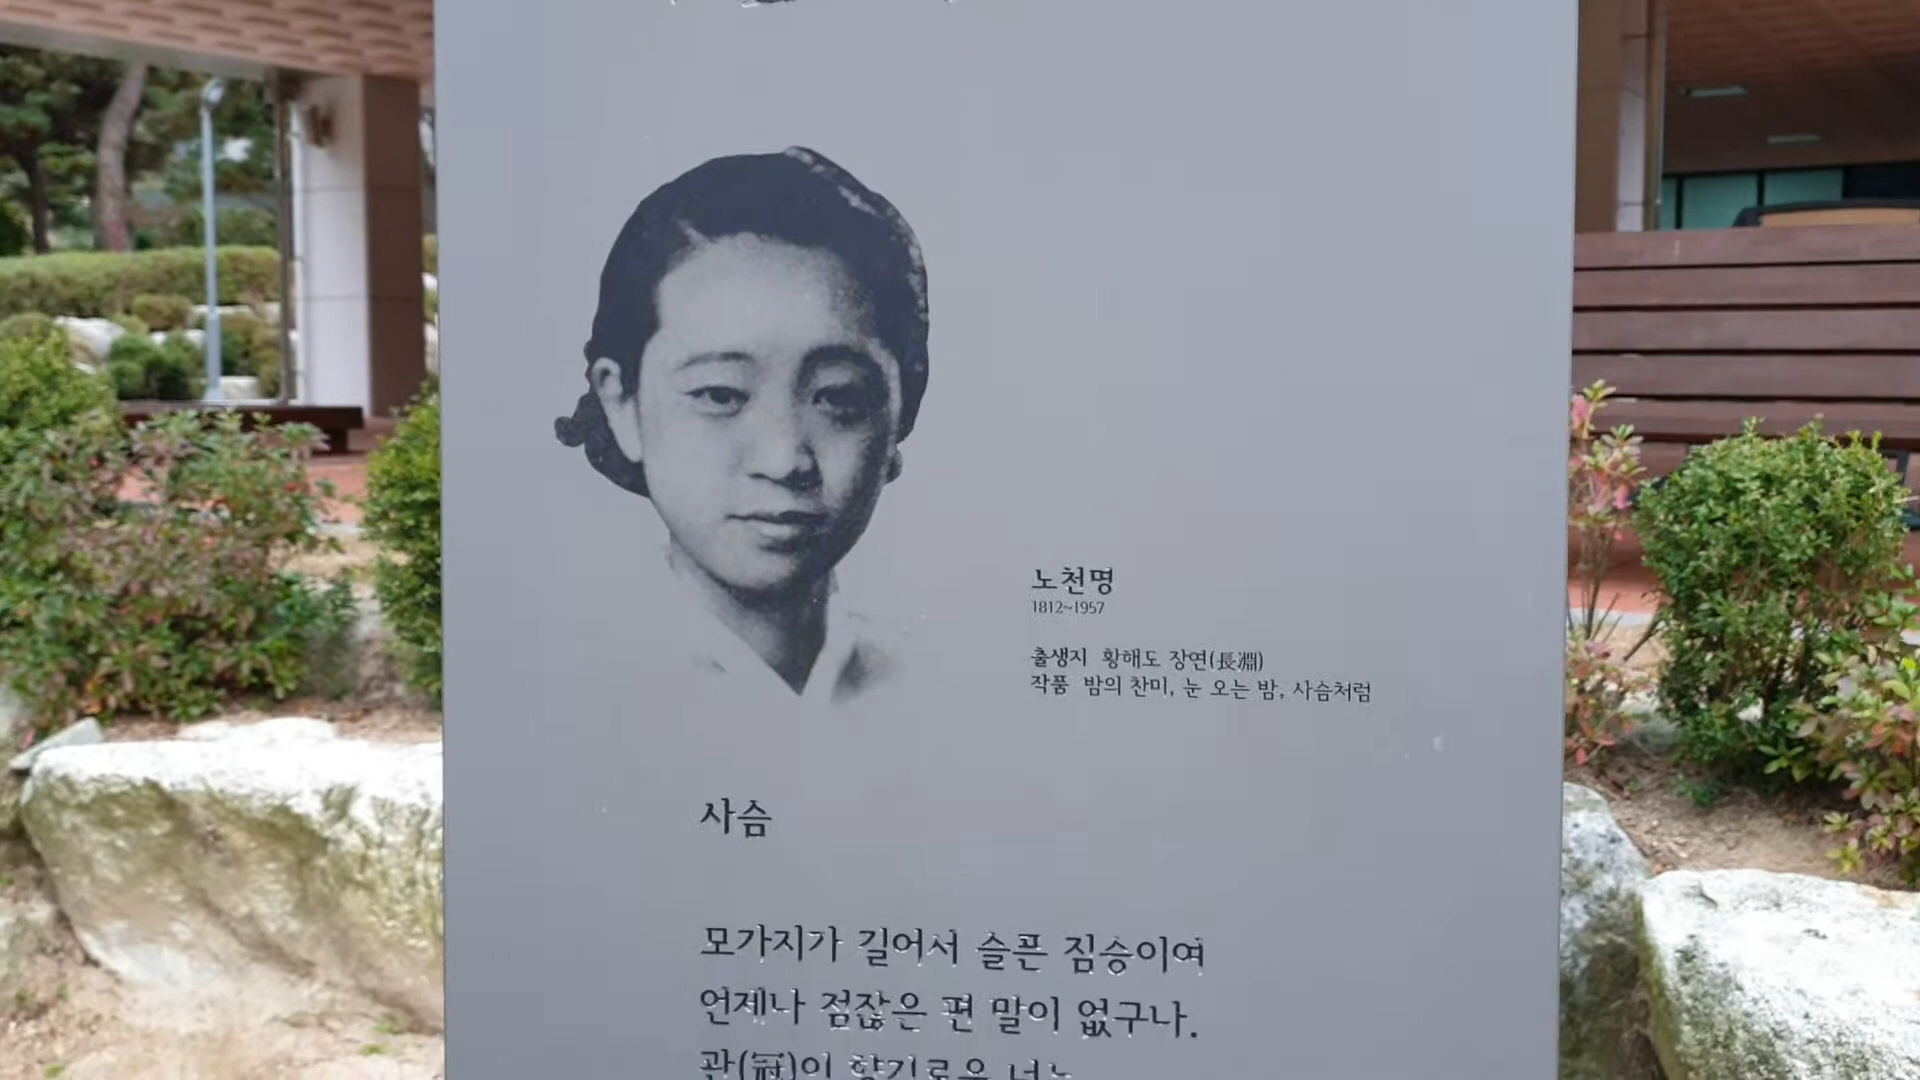 노천명
1812~1957
출생지 황해도 장연(長淵)
작품 밤의 찬미, 눈 오는 밤, 사슴처럼
사슴
모가지가 길어서 슬픈 짐승이여
언제나 점잖은 편 말이 없구나.
관(冠)이 향기로운 너는